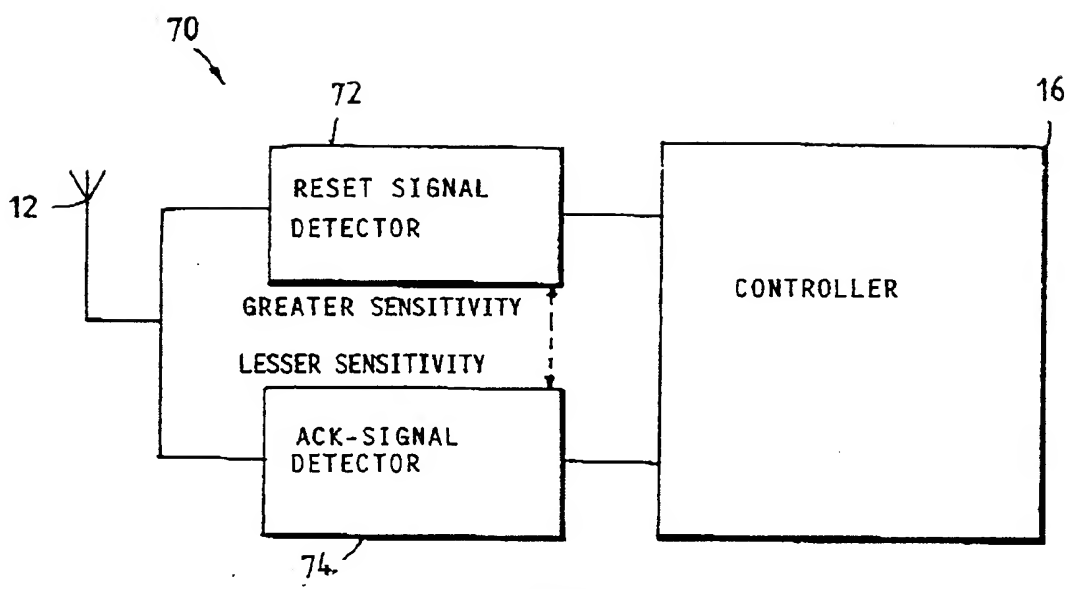 70
72
16
12
RESET SIGNAL
DETECTOR
CONTROLLER
GREATER SENSITIVITY
LESSER SENSITIVITY
ACK-SIGNAL
DETECTOR
74